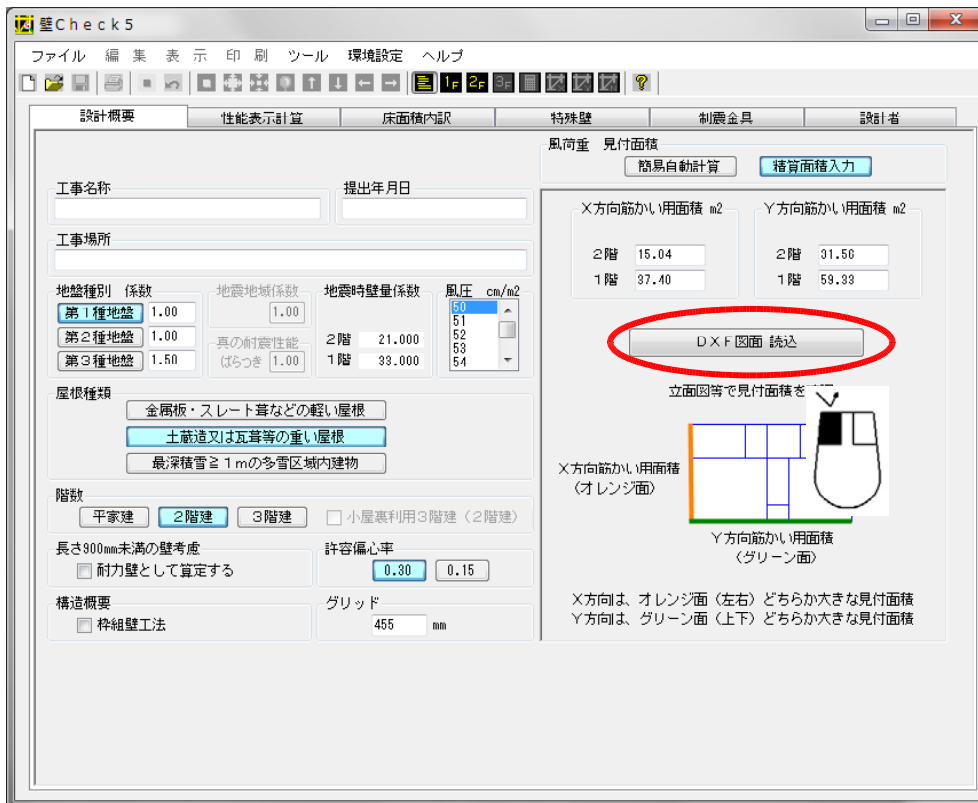 壁Check5
ファイル 編集 表示 印刷 ツール 環境設定 ヘルプ
1F 2F 3F
設計概要 性能表示計算 床面積内訳 特殊壁 制震金具 設計者
風荷重 見付面積
簡易自動計算 精算面積入力
工事名称 提出年月日
工事場所
地盤種別 係数
第1種地盤 1.00
第2種地盤 1.00
第3種地盤 1.50
地震地域係数
1.00
真の耐震性能
ばらつき 1.00
地震時壁量係数
2階 21.000
1階 33.000
風圧 cm/m2
50
51
52
53
54
屋根種類
金属板・スレート葺などの軽い屋根
土蔵造又は瓦葺等の重い屋根
最深積雪≧1mの多雪区域内建物
階数
平家建 2階建 3階建 小屋裏利用3階建(2階建)
長さ900mm未満の壁考慮
耐力壁として算定する
許容偏心率
0.30 0.15
構造概要
枠組壁工法
グリッド
455 mm
X方向筋かい用面積 m2
2階 15.04
1階 37.40
Y方向筋かい用面積 m2
2階 31.56
1階 59.33
DXF図面 読込
立面図等で見付面積を
X方向筋かい用面積
(オレンジ面)
Y方向筋かい用面積
(グリーン面)
X方向は、オレンジ面(左右)どちらか大きな見付面積
Y方向は、グリーン面(上下)どちらか大きな見付面積